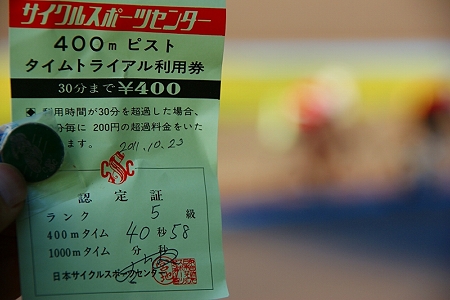 サイクルスポーツセンター
400m ピスト
タイムトライアル利用券
30分まで ¥400
利用時間が30分を超過した場合、
分毎に 200円の超過料金をいた
ます。
2011.10.23
認定証
ランク 5 級
400mタイム 40 秒 58
1000mタイム 分 秒
日本サイクルスポーツセンター